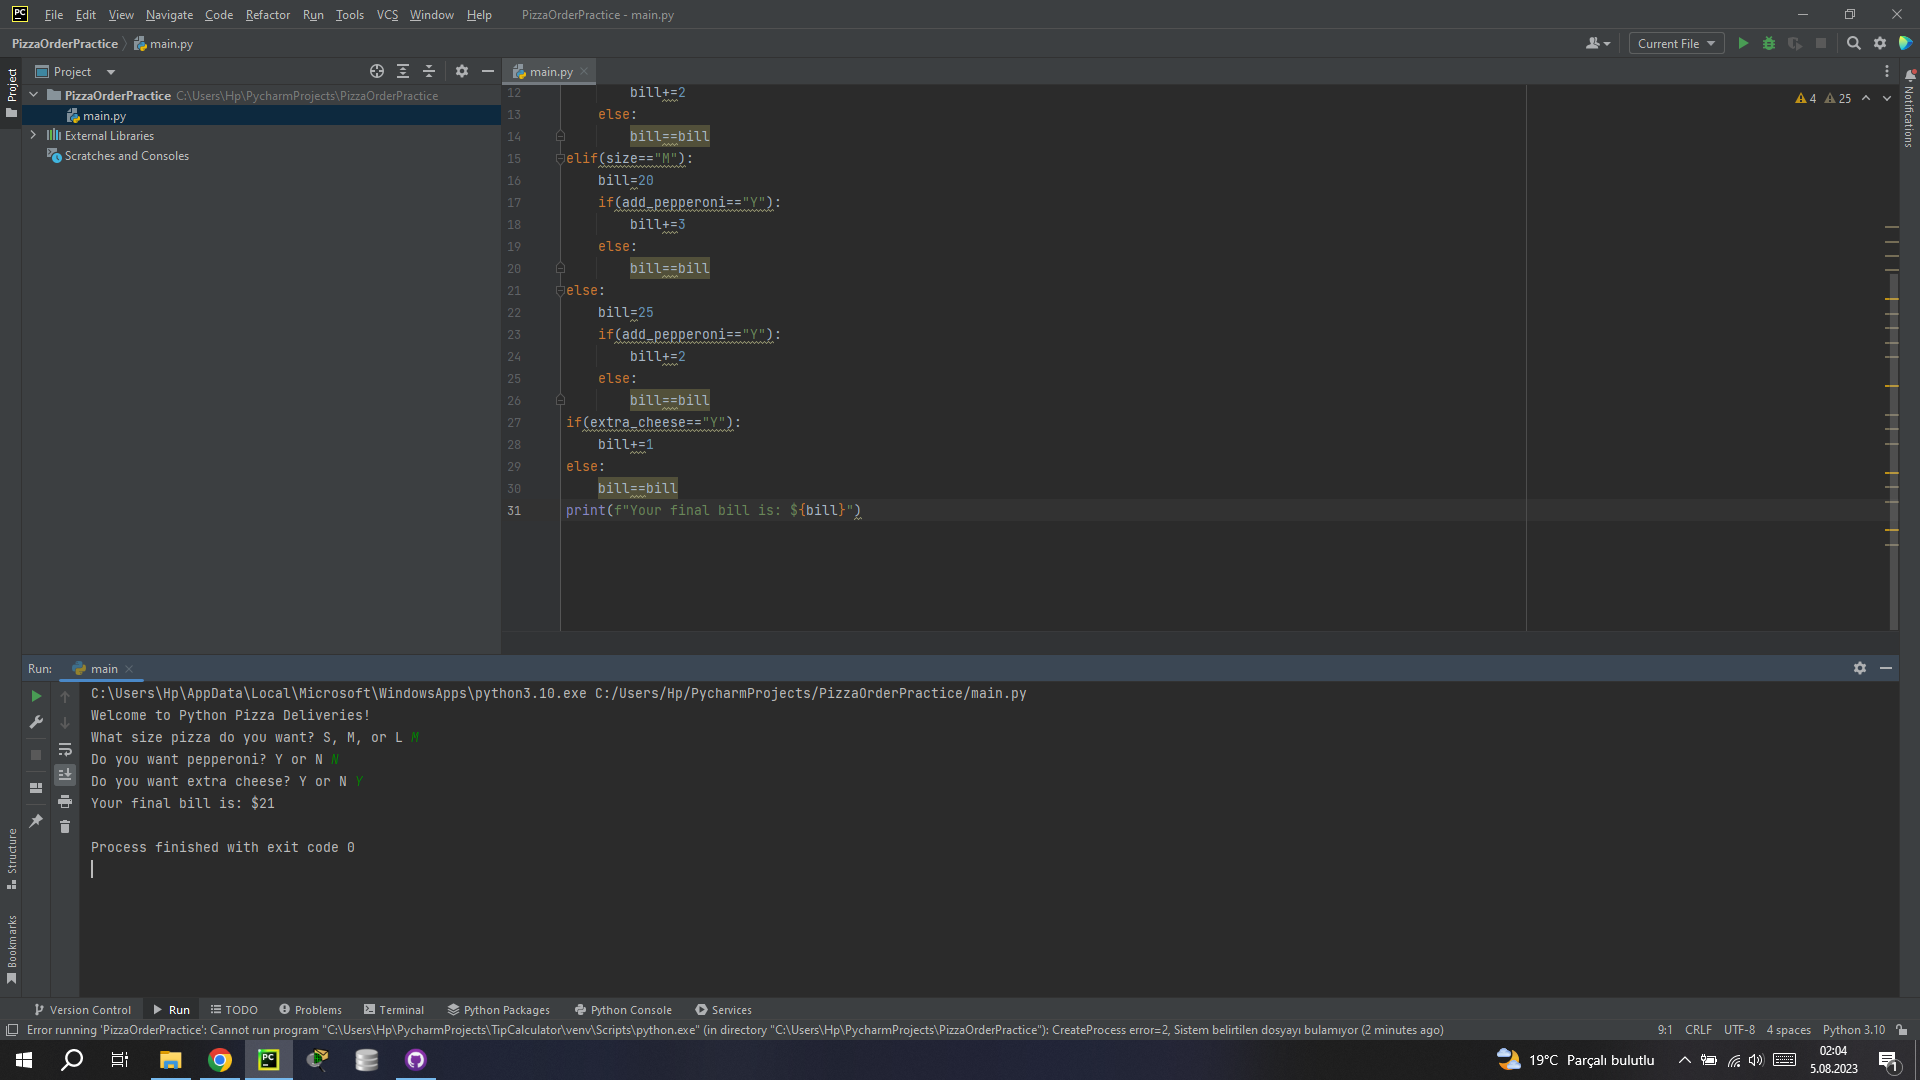 PC File Edit View Navigate Code Refactor Run Tools VCS Window Help PizzaOrderPractice - main.py
PizzaOrderPractice main.py Current File
Project
Project
main.py
PizzaOrderPractice C:\Users\Hp\PycharmProjects\PizzaOrderPractice
main.py
External Libraries
Scratches and Consoles
4 25
Notifications
12 bill+=2
13 else:
14 bill==bill
15 elif(size=="M"):
16 bill=20
17 if(add_pepperoni=="Y"):
18 bill+=3
19 else:
20 bill==bill
21 else:
22 bill=25
23 if(add_pepperoni=="Y"):
24 bill+=2
25 else:
26 bill==bill
27 if(extra_cheese=="Y"):
28 bill+=1
29 else:
30 bill==bill
31 print(f"Your final bill is: ${bill}")
Run: main
C:\Users\Hp\AppData\Local\Microsoft\WindowsApps\python3.10.exe C:/Users/Hp/PycharmProjects/PizzaOrderPractice/main.py
Welcome to Python Pizza Deliveries!
What size pizza do you want? S, M, or L M
Do you want pepperoni? Y or N N
Do you want extra cheese? Y or N Y
Your final bill is: $21
Process finished with exit code 0
Structure
Bookmarks
Version Control Run TODO Problems Terminal Python Packages Python Console Services
Error running 'PizzaOrderPractice': Cannot run program "C:\Users\Hp\PycharmProjects\TipCalculator\venv\Scripts\python.exe" (in directory "C:\Users\Hp\PycharmProjects\PizzaOrderPractice"): CreateProcess error=2, Sistem belirtilen dosyayı bulamıyor (2 minutes ago) 9:1 CRLF UTF-8 4 spaces Python 3.10
PC 19°C Parçalı bulutlu 02:04
5.08.2023 1